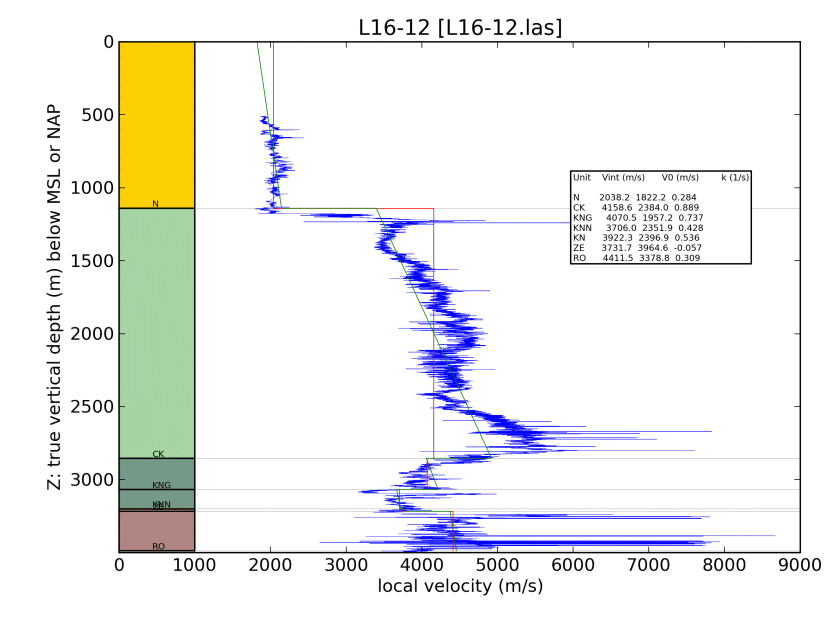 L16-12 [L16-12.las]
Z: true vertical depth (m) below MSL or NAP
0
500
1000
1500
2000
2500
3000
N
CK
KNG
KNN
RO
Unit Vint (m/s) V0 (m/s) k (1/s)
N 2038.2 1822.2 0.284
CK 4158.6 2384.0 0.889
KNG 4070.5 1957.2 0.737
KNN 3706.0 2351.9 0.428
KN 3922.3 2396.9 0.536
ZE 3731.7 3964.6 -0.057
RO 4411.5 3378.8 0.309
0 1000 2000 3000 4000 5000 6000 7000 8000 9000
local velocity (m/s)